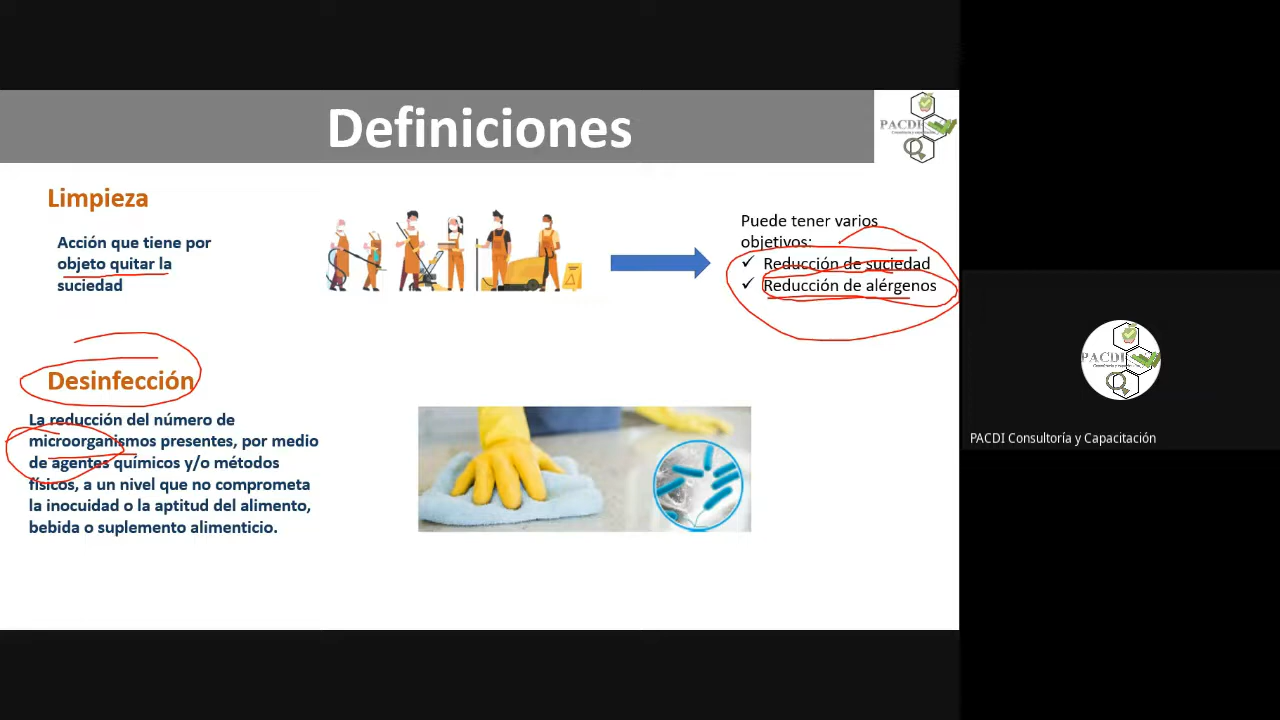 Definiciones
PACDI
Limpieza
Acción que tiene por
objeto quitar la
suciedad
Puede tener varios
objetivos:
✓ Reducción de suciedad
✓ Reducción de alérgenos
Desinfección
La reducción del número de
microorganismos presentes, por medio
de agentes químicos y/o métodos
físicos, a un nivel que no comprometa
la inocuidad o la aptitud del alimento,
bebida o suplemento alimenticio.
PACDI
PACDI Consultoría y Capacitación